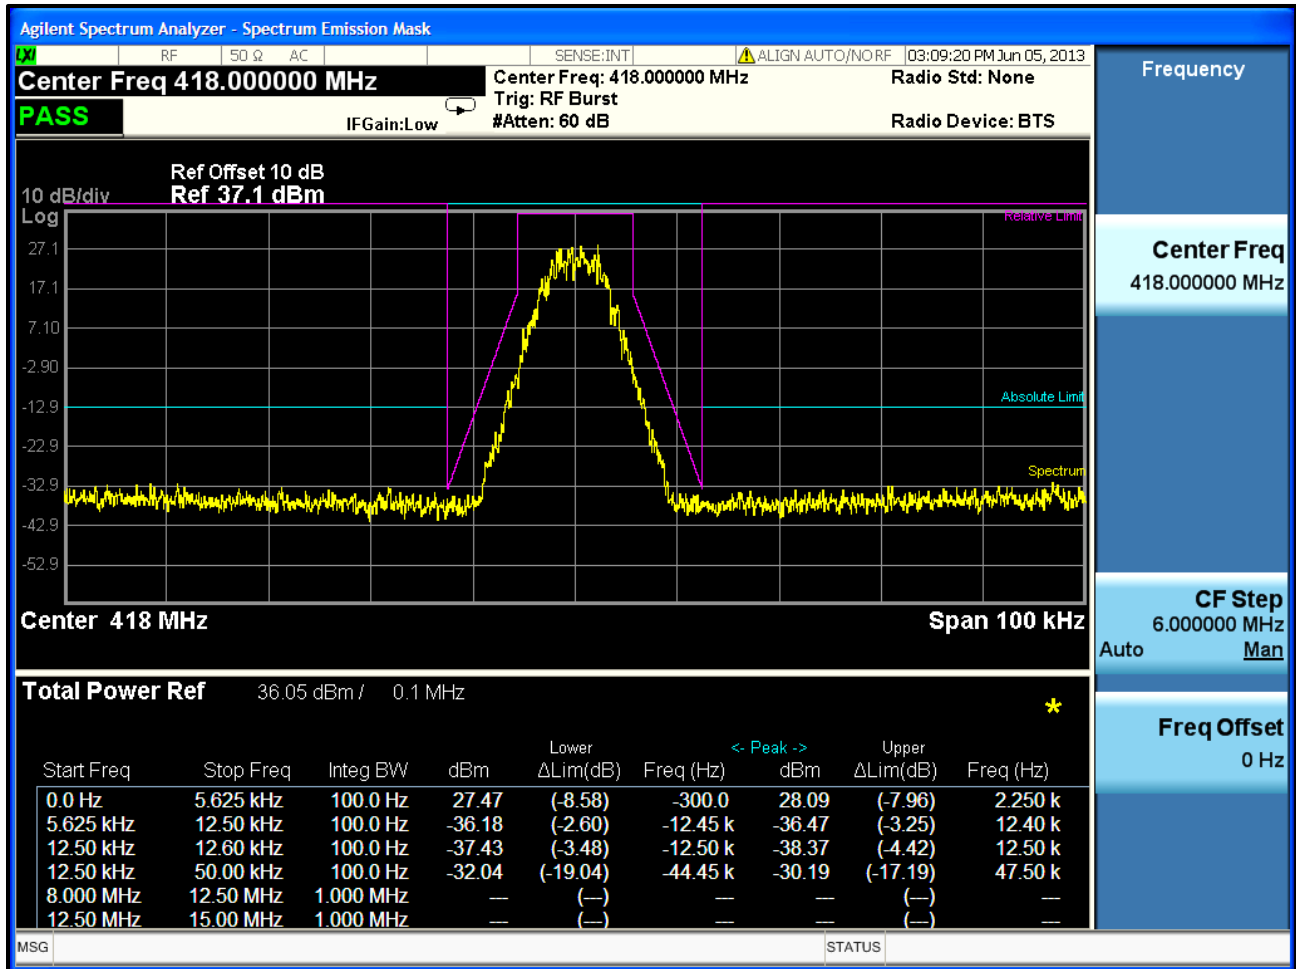 Agilent Spectrum Analyzer - Spectrum Emission Mask
LXI RF 50 Ω AC SENSE:INT ALIGN AUTO/NO RF 03:09:20 PM Jun 05, 2013
Center Freq 418.000000 MHz
Center Freq: 418.000000 MHz Radio Std: None
Trig: RF Burst
PASS IFGain:Low #Atten: 60 dB Radio Device: BTS
Ref Offset 10 dB
10 dB/div Ref 37.1 dBm
Log
Relative Limit
27.1
17.1
7.10
-2.90
-12.9
Absolute Limit
-22.9
Spectrum
-32.9
-42.9
-52.9
Center 418 MHz Span 100 kHz
Total Power Ref 36.05 dBm / 0.1 MHz
*
Lower <- Peak -> Upper
Start Freq Stop Freq Integ BW dBm ΔLim(dB) Freq (Hz) dBm ΔLim(dB) Freq (Hz)
0.0 Hz 5.625 kHz 100.0 Hz 27.47 (-8.58) -300.0 28.09 (-7.96) 2.250 k
5.625 kHz 12.50 kHz 100.0 Hz -36.18 (-2.60) -12.45 k -36.47 (-3.25) 12.40 k
12.50 kHz 12.60 kHz 100.0 Hz -37.43 (-3.48) -12.50 k -38.37 (-4.42) 12.50 k
12.50 kHz 50.00 kHz 100.0 Hz -32.04 (-19.04) -44.45 k -30.19 (-17.19) 47.50 k
8.000 MHz 12.50 MHz 1.000 MHz --- (---) --- --- (---) ---
12.50 MHz 15.00 MHz 1.000 MHz --- (---) --- --- (---) ---
MSG STATUS
Frequency
Center Freq
418.000000 MHz
CF Step
6.000000 MHz
Auto Man
Freq Offset
0 Hz